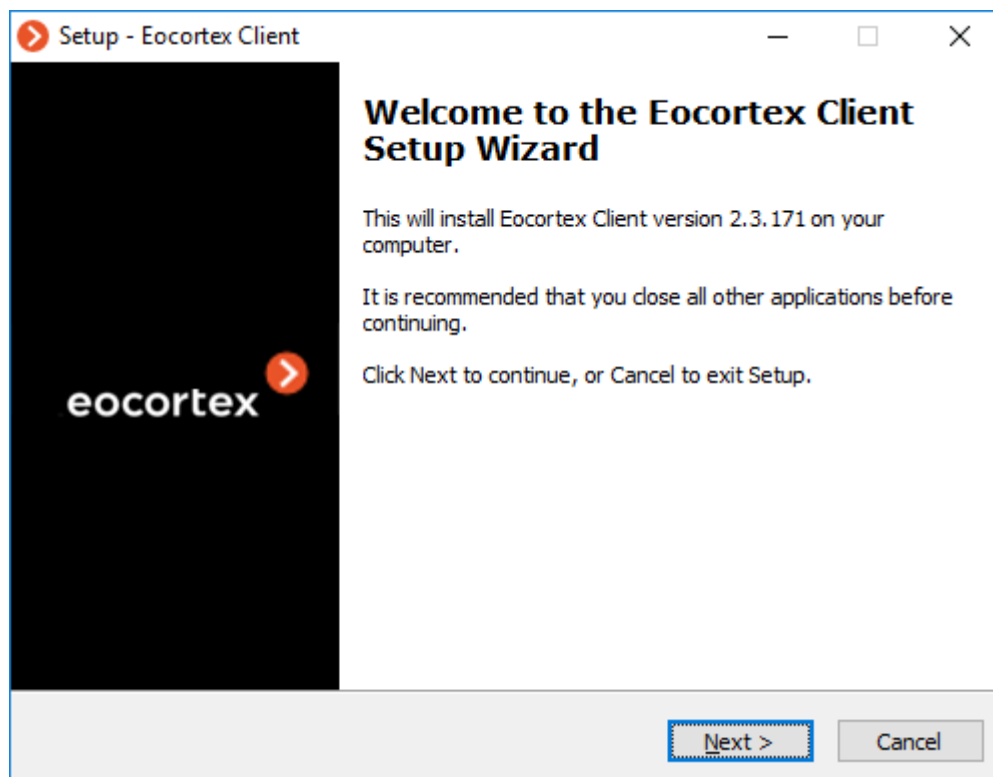 Setup - Eocortex Client
Welcome to the Eocortex Client
Setup Wizard
This will install Eocortex Client version 2.3.171 on your
computer.
It is recommended that you close all other applications before
continuing.
Click Next to continue, or Cancel to exit Setup.
eocortex
Next >
Cancel